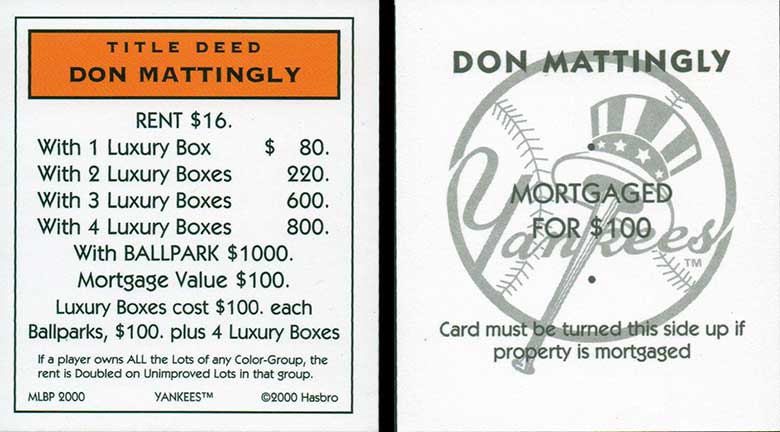 TITLE DEED
DON MATTINGLY
RENT $16.
With 1 Luxury Box $ 80.
With 2 Luxury Boxes 220.
With 3 Luxury Boxes 600.
With 4 Luxury Boxes 800.
With BALLPARK $1000.
Mortgage Value $100.
Luxury Boxes cost $100. each
Ballparks, $100. plus 4 Luxury Boxes
If a player owns ALL the Lots of any Color-Group, the
rent is Doubled on Unimproved Lots in that group.
MLBP 2000 YANKEES™ ©2000 Hasbro
DON MATTINGLY
MORTGAGED
FOR $100
Yankees
TM
Card must be turned this side up if
property is mortgaged